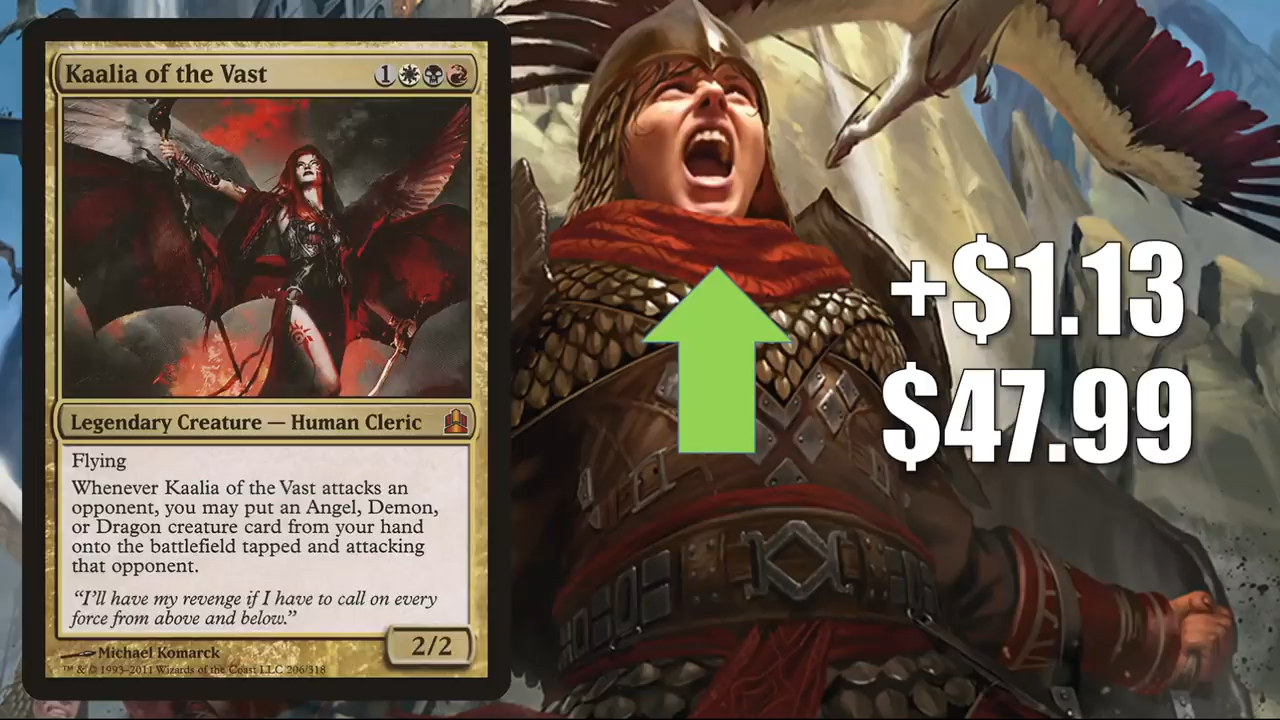 Kaalia of the Vast
1
Legendary Creature — Human Cleric
Flying
Whenever Kaalia of the Vast attacks an
opponent, you may put an Angel, Demon,
or Dragon creature card from your hand
onto the battlefield tapped and attacking
that opponent.
“I’ll have my revenge if I have to call on every
force from above and below.”
2/2
Michael Komarck
™ & © 1993–2011 Wizards of the Coast LLC 206/318
+$1.13
$47.99